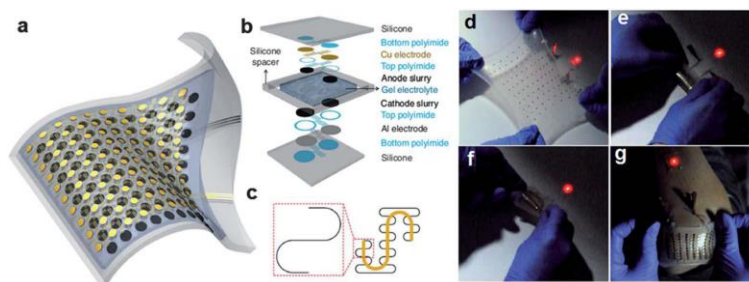 a
b
Silicone
Silicone
spacer
Bottom polyimide
Cu electrode
Top polyimide
Anode slurry
Gel electrolyte
Cathode slurry
Top polyimide
Al electrode
Bottom polyimide
Silicone
c
d
e
f
g